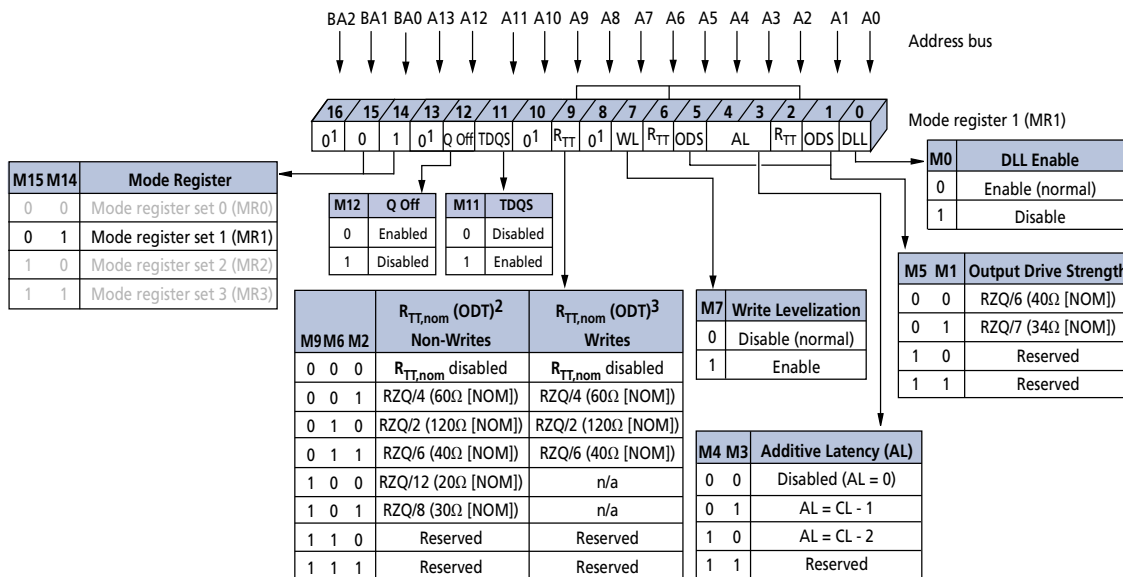 BA2 BA1 BA0 A13 A12 A11 A10 A9 A8 A7 A6 A5 A4 A3 A2 A1 A0
Address bus
16 15 14 13 12 11 10 9 8 7 6 5 4 3 2 1 0
0¹ 0 1 0¹ Q Off TDQS 0¹ R_TT 0¹ WL R_TT ODS AL R_TT ODS DLL
Mode register 1 (MR1)
M15 M14 Mode Register
0 0 Mode register set 0 (MR0)
0 1 Mode register set 1 (MR1)
1 0 Mode register set 2 (MR2)
1 1 Mode register set 3 (MR3)
M12 Q Off
0 Enabled
1 Disabled
M11 TDQS
0 Disabled
1 Enabled
M0 DLL Enable
0 Enable (normal)
1 Disable
M5 M1 Output Drive Strength
0 0 RZQ/6 (40Ω [NOM])
0 1 RZQ/7 (34Ω [NOM])
1 0 Reserved
1 1 Reserved
R_TT,nom (ODT)² R_TT,nom (ODT)³
M9 M6 M2 Non-Writes Writes
0 0 0 R_TT,nom disabled R_TT,nom disabled
0 0 1 RZQ/4 (60Ω [NOM]) RZQ/4 (60Ω [NOM])
0 1 0 RZQ/2 (120Ω [NOM]) RZQ/2 (120Ω [NOM])
0 1 1 RZQ/6 (40Ω [NOM]) RZQ/6 (40Ω [NOM])
1 0 0 RZQ/12 (20Ω [NOM]) n/a
1 0 1 RZQ/8 (30Ω [NOM]) n/a
1 1 0 Reserved Reserved
1 1 1 Reserved Reserved
M7 Write Levelization
0 Disable (normal)
1 Enable
M4 M3 Additive Latency (AL)
0 0 Disabled (AL = 0)
0 1 AL = CL - 1
1 0 AL = CL - 2
1 1 Reserved